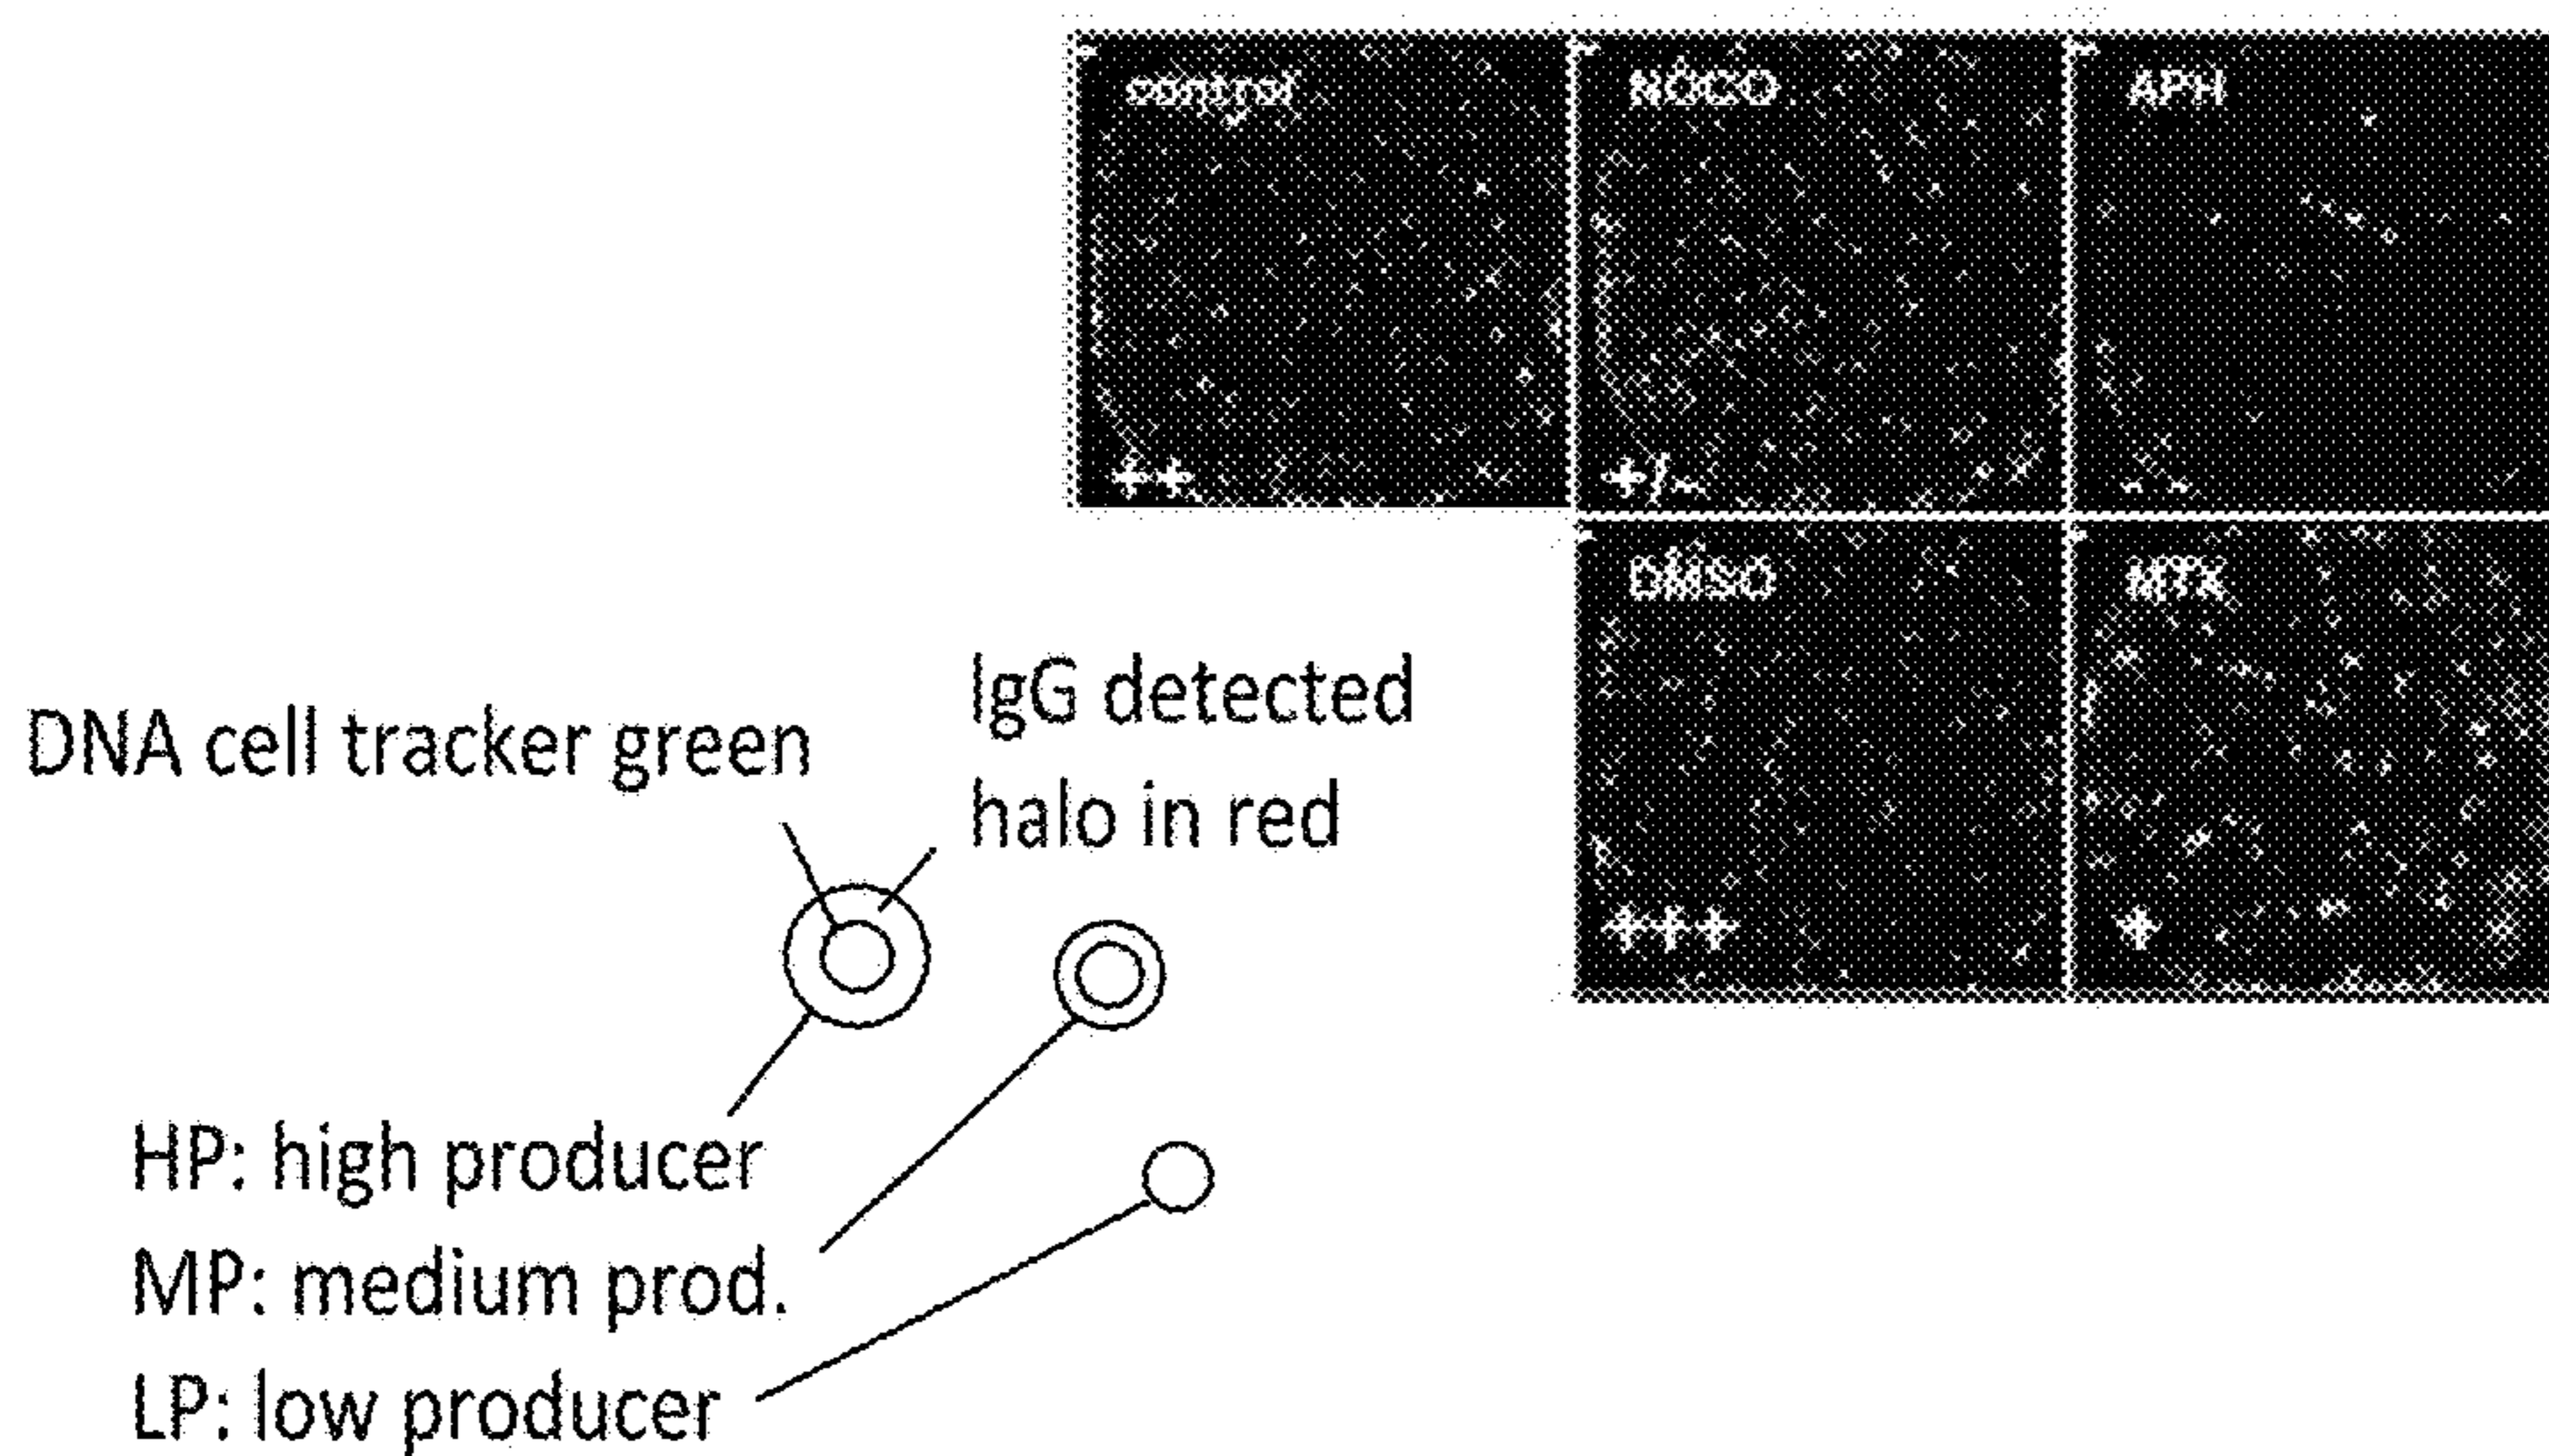 control
NOCO
APH
++
+/-
- -
DMSO
MTX
+++
+
DNA cell tracker green
IgG detected
halo in red
HP: high producer
MP: medium prod.
LP: low producer